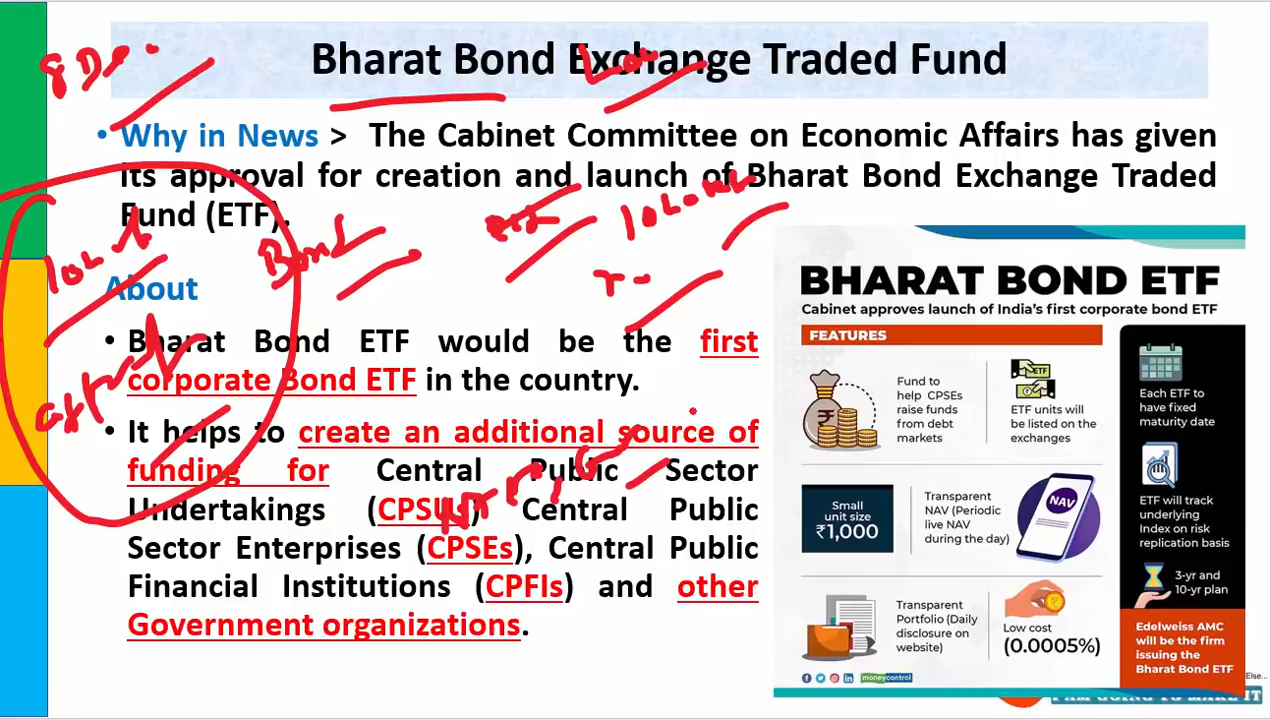 Bharat Bond Exchange Traded Fund
• Why in News > The Cabinet Committee on Economic Affairs has given
its approval for creation and launch of Bharat Bond Exchange Traded
Fund (ETF).
Bond
About
• Bharat Bond ETF would be the first
corporate Bond ETF in the country.
• It helps to create an additional source of
funding for Central Public Sector
Undertakings (CPSUs) Central Public
Sector Enterprises (CPSEs), Central Public
Financial Institutions (CPFIs) and other
Government organizations.
BHARAT BOND ETF
Cabinet approves launch of India's first corporate bond ETF
FEATURES
Fund to
help CPSEs
raise funds
from debt
markets
ETF
ETF units will
be listed on the
exchanges
Small
unit size
₹1,000
Transparent
NAV (Periodic
live NAV
during the day)
NAV
Transparent
Portfolio (Daily
disclosure on
website)
Low cost
(0.0005%)
Each ETF to
have fixed
maturity date
ETF will track
underlying
Index on risk
replication basis
3-yr and
10-yr plan
Edelweiss AMC
will be the firm
issuing the
Bharat Bond ETF
moneycontrol
Else...
I AM GOING TO MAKE IT